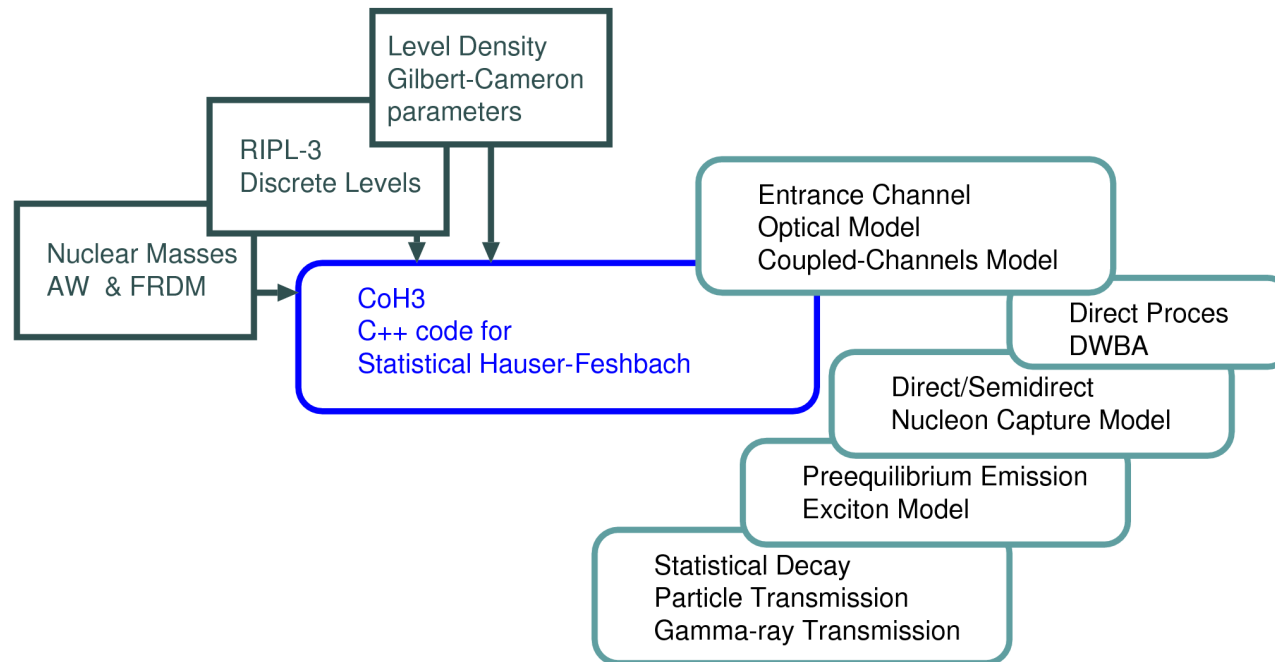 Level Density
Gilbert-Cameron
parameters
RIPL-3
Discrete Levels
Nuclear Masses
AW & FRDM
CoH3
C++ code for
Statistical Hauser-Feshbach
Entrance Channel
Optical Model
Coupled-Channels Model
Direct Proces
DWBA
Direct/Semidirect
Nucleon Capture Model
Preequilibrium Emission
Exciton Model
Statistical Decay
Particle Transmission
Gamma-ray Transmission